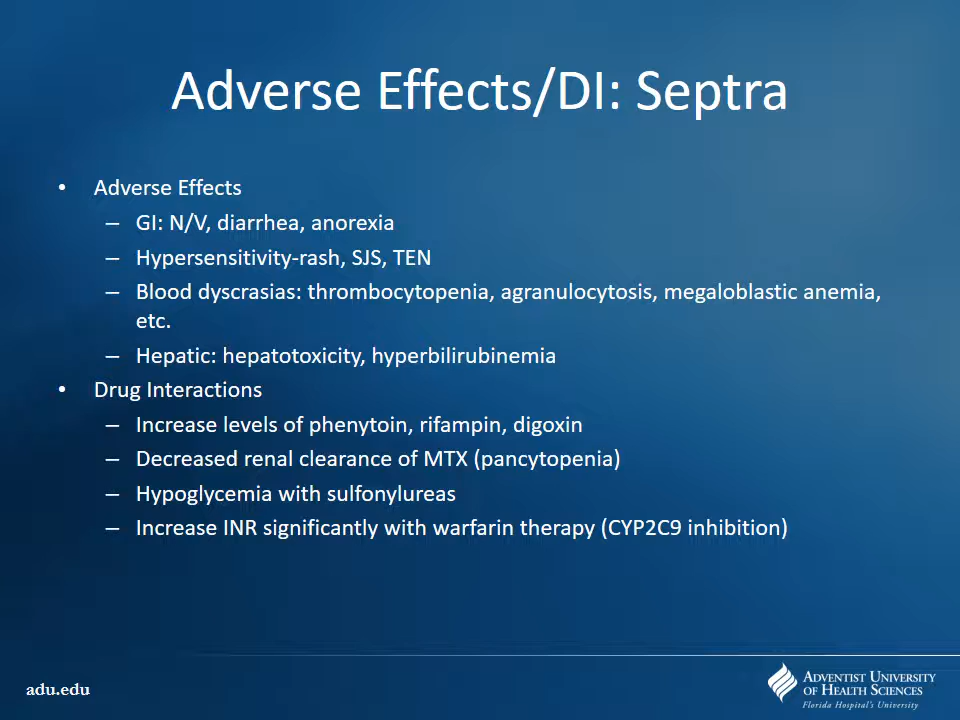 Adverse Effects/DI: Septra
• Adverse Effects
– GI: N/V, diarrhea, anorexia
– Hypersensitivity-rash, SJS, TEN
– Blood dyscrasias: thrombocytopenia, agranulocytosis, megaloblastic anemia,
etc.
– Hepatic: hepatotoxicity, hyperbilirubinemia
• Drug Interactions
– Increase levels of phenytoin, rifampin, digoxin
– Decreased renal clearance of MTX (pancytopenia)
– Hypoglycemia with sulfonylureas
– Increase INR significantly with warfarin therapy (CYP2C9 inhibition)
adu.edu
ADVENTIST UNIVERSITY
OF HEALTH SCIENCES
Florida Hospital's University